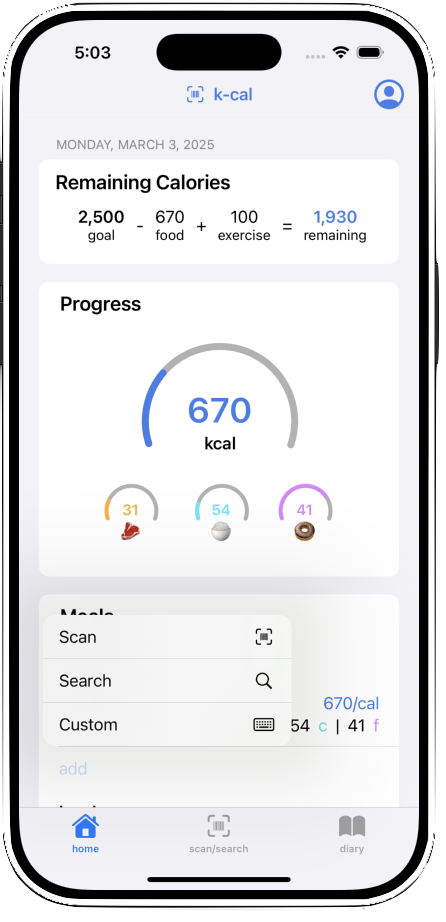 5:03
k-cal
MONDAY, MARCH 3, 2025
Remaining Calories
2,500 - 670 + 100 = 1,930
goal food exercise remaining
Progress
670
kcal
31 54 41
Meals
Scan
Search
670/cal
Custom
54 c | 41 f
add
home scan/search diary